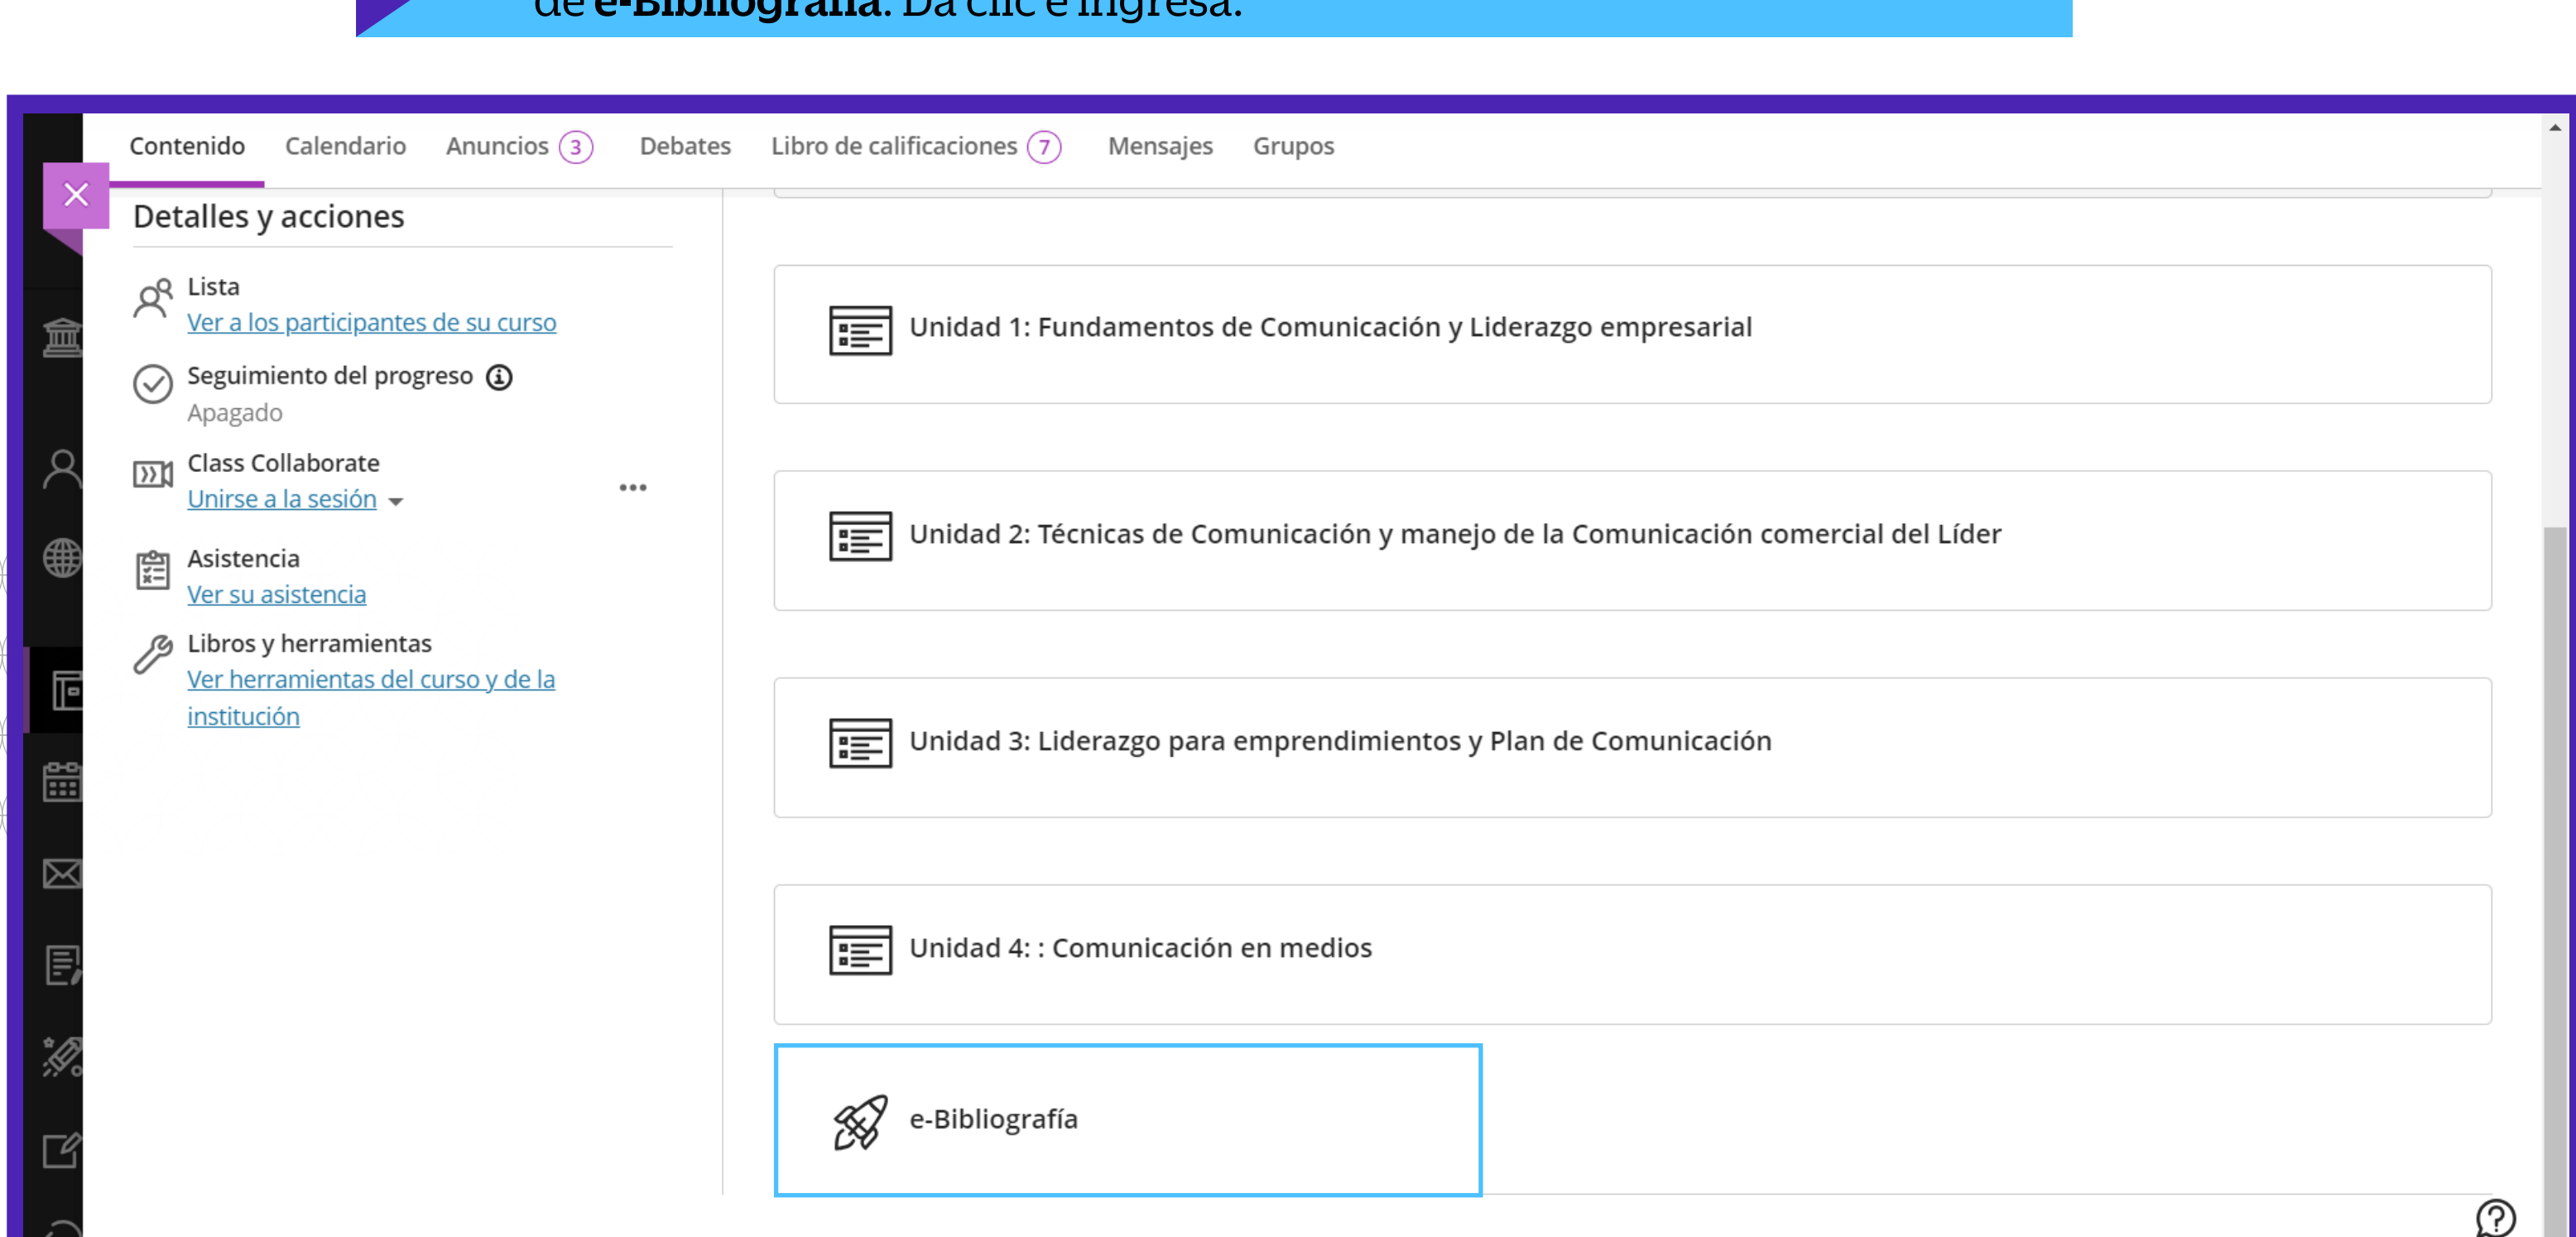 de e-Bibliografía. Da clic e ingresa.
Contenido Calendario Anuncios 3 Debates Libro de calificaciones 7 Mensajes Grupos
Detalles y acciones
Lista
Ver a los participantes de su curso
Seguimiento del progreso
Apagado
Class Collaborate
Unirse a la sesión
Asistencia
Ver su asistencia
Libros y herramientas
Ver herramientas del curso y de la
institución
Unidad 1: Fundamentos de Comunicación y Liderazgo empresarial
Unidad 2: Técnicas de Comunicación y manejo de la Comunicación comercial del Líder
Unidad 3: Liderazgo para emprendimientos y Plan de Comunicación
Unidad 4: : Comunicación en medios
e-Bibliografía